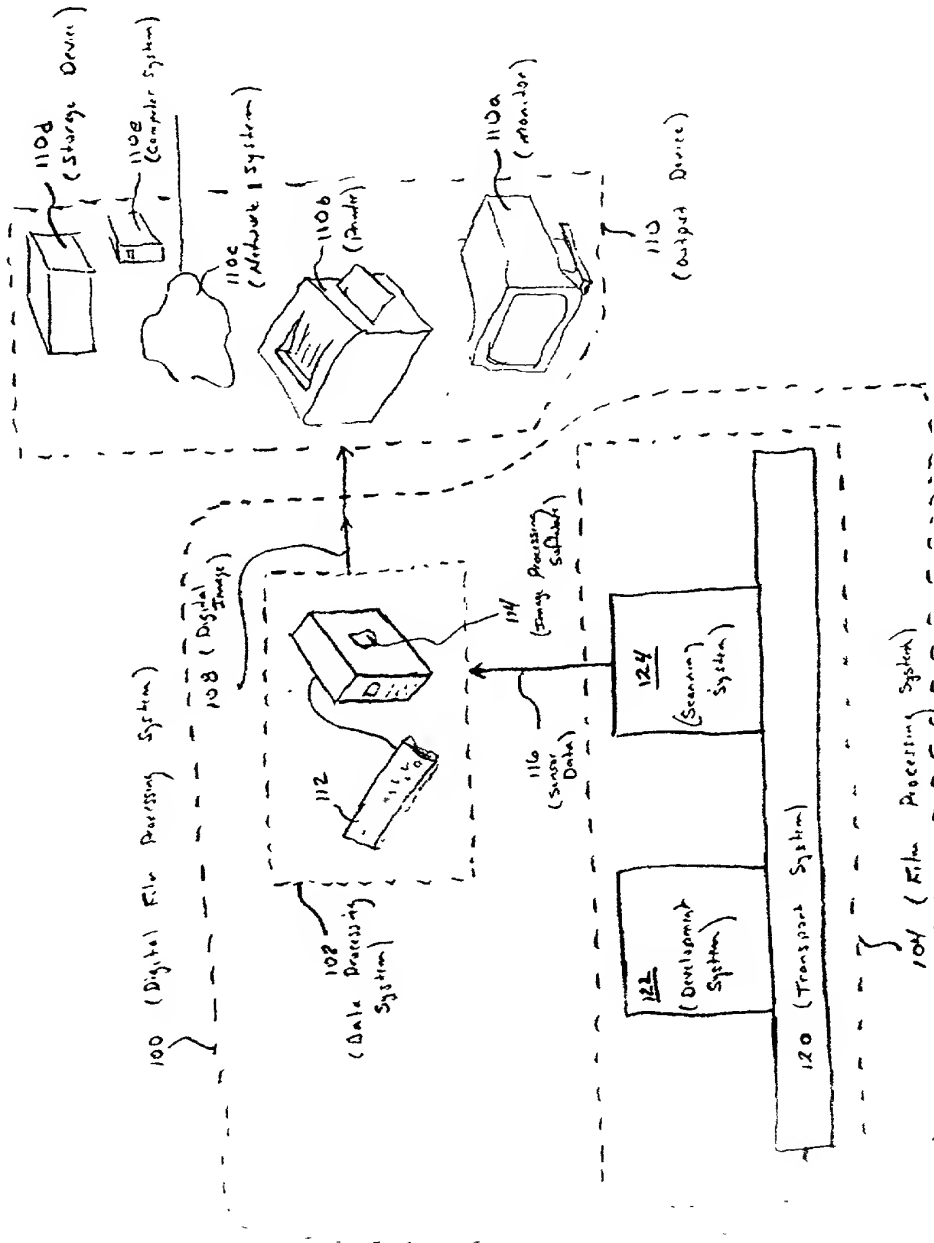 100 (Digital Film Processing System)
108 (Digital
Image)
102
(Data Processing
System)
112
114
(Image Processing
Software)
116
(Sensor
Data)
122
(Development
System)
124
(Scanning
System)
120 (Transport System)
104 (Film Processing System)
110d
(Storage Device)
110e
(Computer System)
110c
(Network System)
110b
(Printer)
110a
(Monitor)
110
(Output Device)